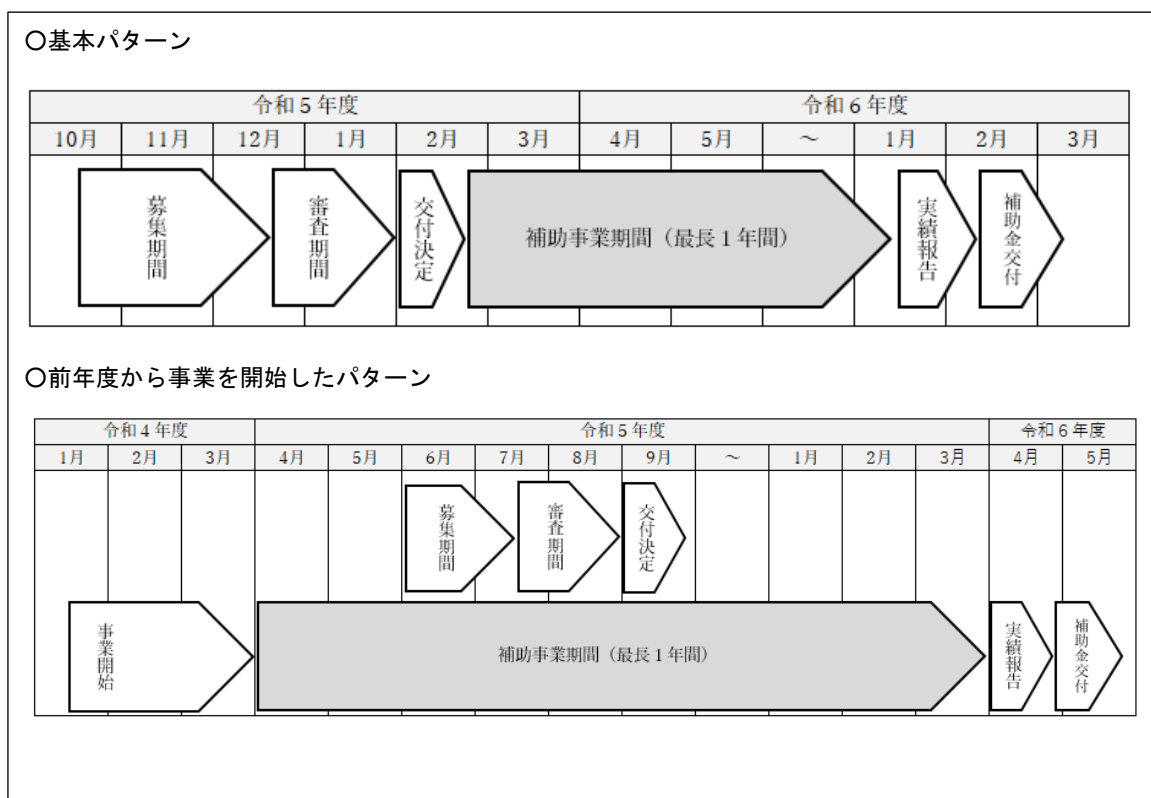 〇基本パターン
令和5年度 令和6年度
10月 11月 12月 1月 2月 3月 4月 5月 ～ 1月 2月 3月
募集期間
審査期間
交付決定
補助事業期間（最長1年間）
実績報告
補助金交付
〇前年度から事業を開始したパターン
令和4年度 令和5年度 令和6年度
1月 2月 3月 4月 5月 6月 7月 8月 9月 ～ 1月 2月 3月 4月 5月
募集期間
審査期間
交付決定
事業開始
補助事業期間（最長1年間）
実績報告
補助金交付